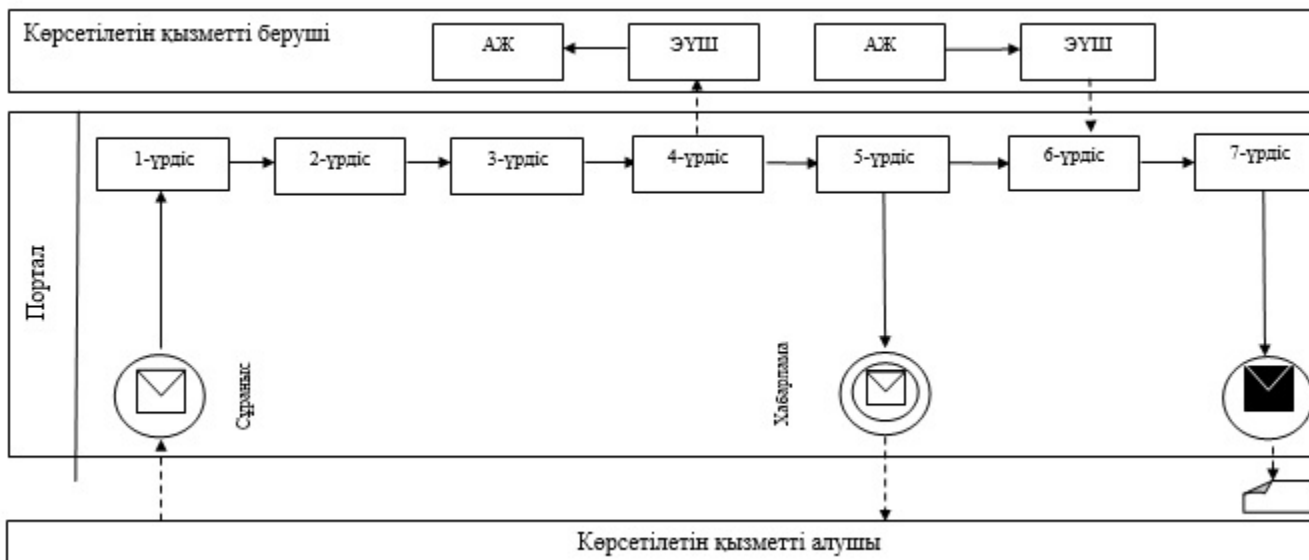 Көрсетілетін қызметті беруші
АЖ
ЭҮШ
АЖ
ЭҮШ
1-үрдіс
2-үрдіс
3-үрдіс
4-үрдіс
5-үрдіс
6-үрдіс
7-үрдіс
Портал
Сұраныс
Хабарлама
Көрсетілетін қызметті алушы